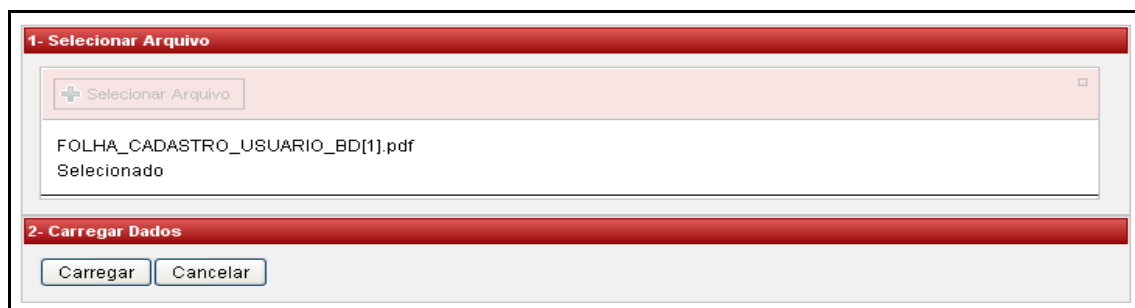 1- Selecionar Arquivo
Selecionar Arquivo
FOLHA_CADASTRO_USUARIO_BD[1].pdf
Selecionado
2- Carregar Dados
Carregar Cancelar